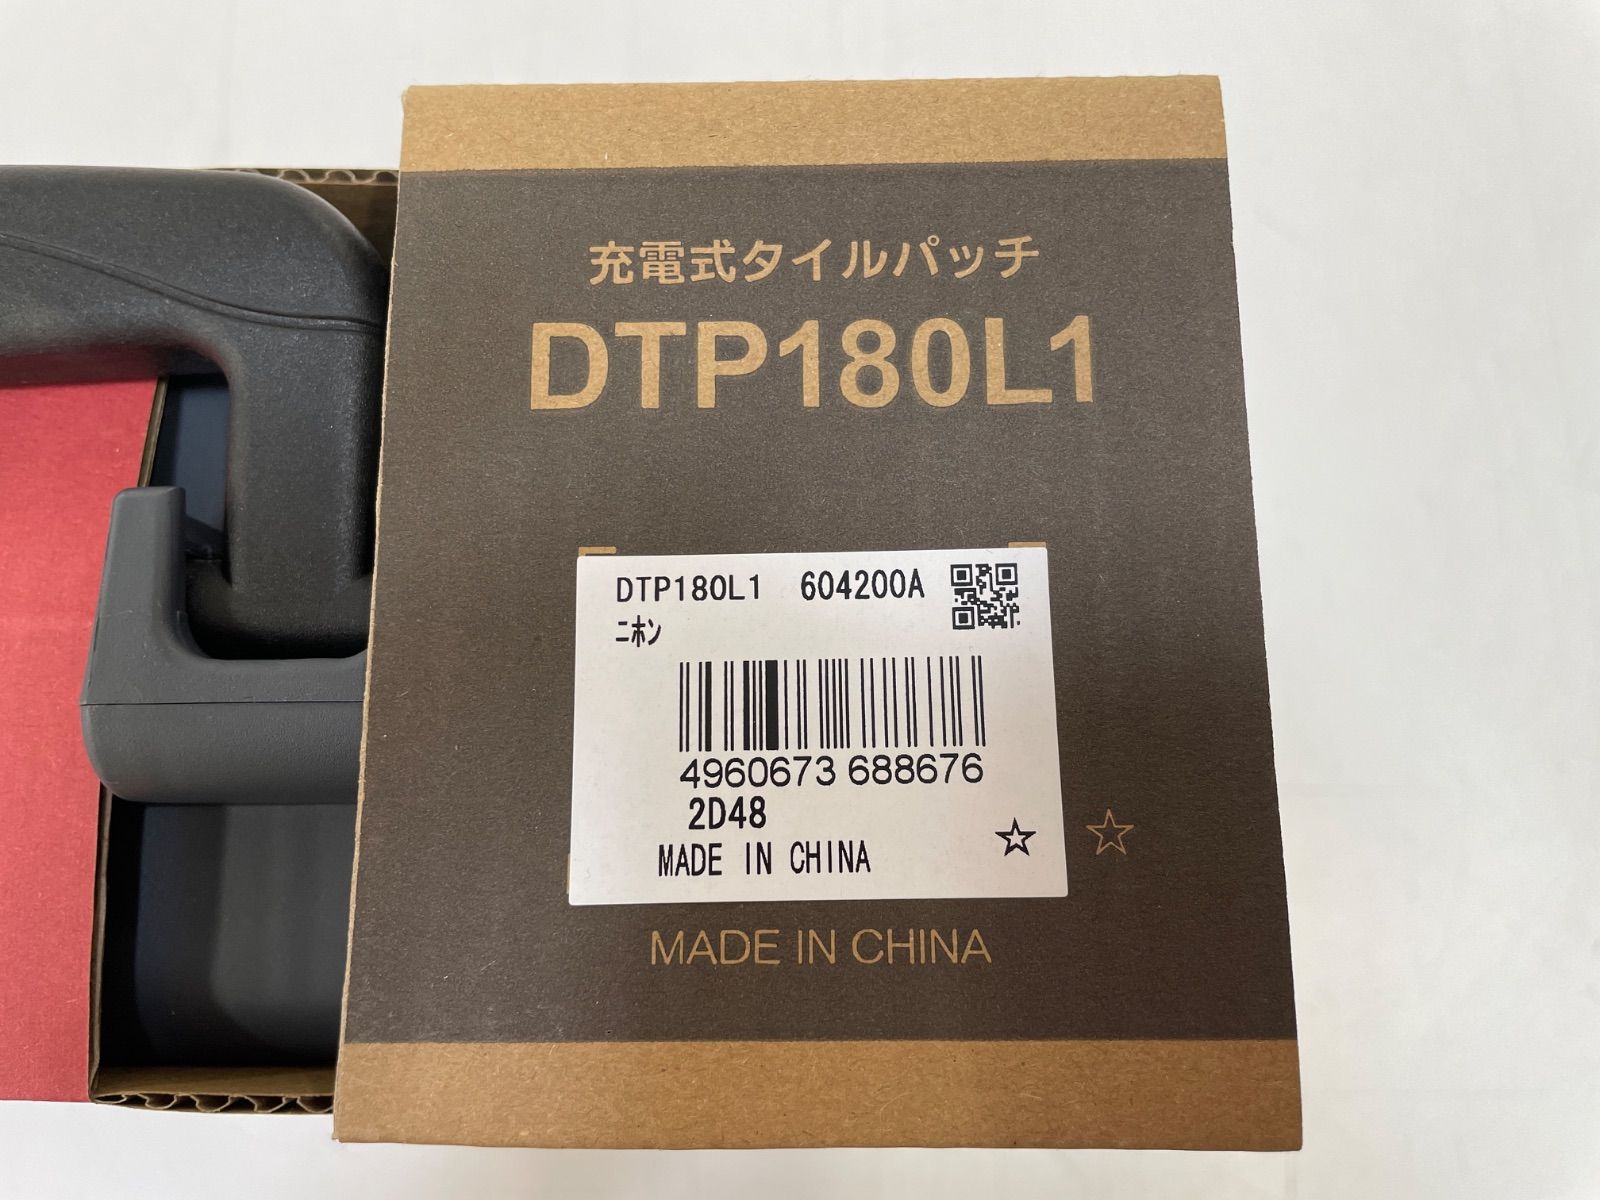 充電式タイルパッチ
DTP180L1
DTP180L1 604200A
ﾆﾎﾝ
4960673 688676
2D48
MADE IN CHINA ☆ ☆
MADE IN CHINA